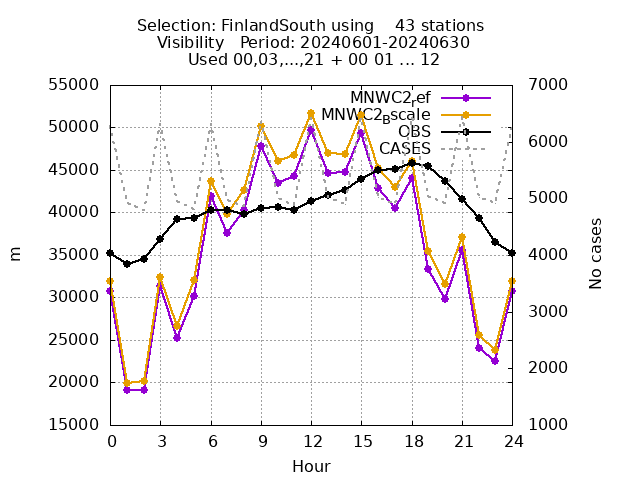 Selection: FinlandSouth using    43 stations
Visibility   Period: 20240601-20240630
Used 00,03,...,21 + 00 01 ... 12
55000
50000
45000
40000
35000
30000
25000
20000
15000
7000
6000
5000
4000
3000
2000
1000
MNWC2_ref
MNWC2_Bscale
OBS
CASES
m
No cases
0 3 6 9 12 15 18 21 24
Hour